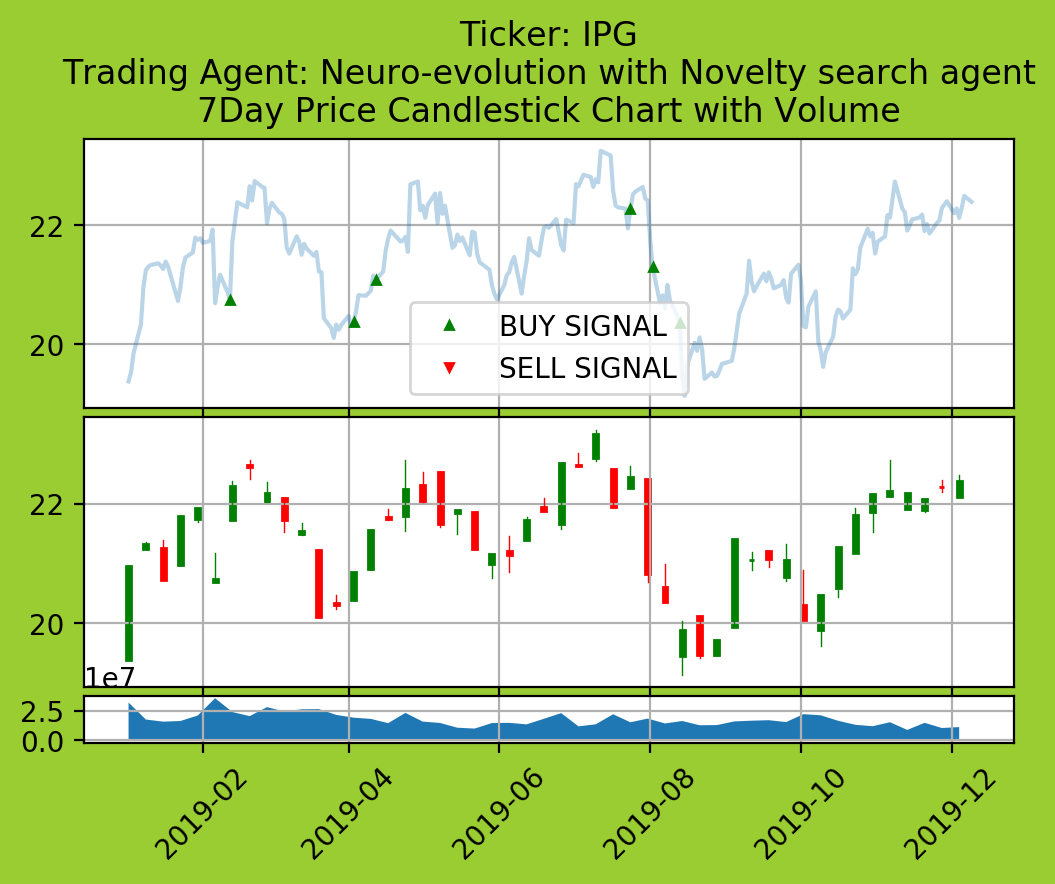 Ticker: IPG
Trading Agent: Neuro-evolution with Novelty search agent
7Day Price Candlestick Chart with Volume
22
20
BUY SIGNAL
SELL SIGNAL
22
20
1e7
2.5
0.0
2019-02
2019-04
2019-06
2019-08
2019-10
2019-12